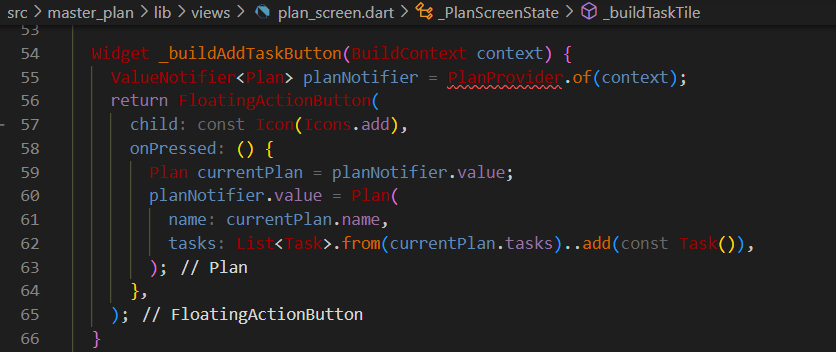 src > master_plan > lib > views > plan_screen.dart > _PlanScreenState > _buildTaskTile
53
54 Widget _buildAddTaskButton(BuildContext context) {
55 ValueNotifier<Plan> planNotifier = PlanProvider.of(context);
56 return FloatingActionButton(
57 child: const Icon(Icons.add),
58 onPressed: () {
59 Plan currentPlan = planNotifier.value;
60 planNotifier.value = Plan(
61 name: currentPlan.name,
62 tasks: List<Task>.from(currentPlan.tasks)..add(const Task()),
63 ); // Plan
64 },
65 ); // FloatingActionButton
66 }